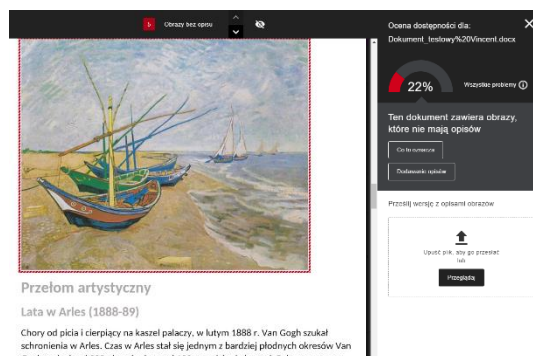 Obrazy bez opisu
Ocena dostępności dla:
Dokument_testowy%20Vincent.docx
22%
Wszystkie problemy
Ten dokument zawiera obrazy,
które nie mają opisów
Co to oznacza
Dodawanie opisów
Prześlij wersję z opisami obrazów
Upuść plik, aby go przesłać
lub
Przeglądaj
Przełom artystyczny
Lata w Arles (1888-89)
Chory od picia i cierpiący na kaszel palaczy, w lutym 1888 r. Van Gogh szukał
schronienia w Arles. Czas w Arles stał się jednym z bardziej płodnych okresów Van